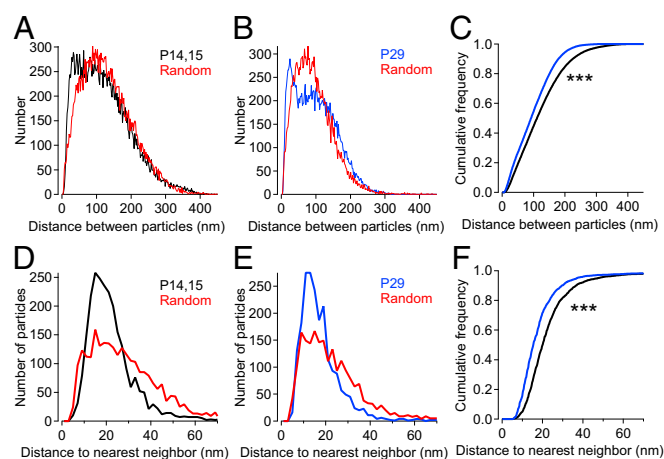 A
P14,15
Random
Number
300
250
200
150
100
50
0
0 100 200 300 400
Distance between particles (nm)
B
P29
Random
Number
300
250
200
150
100
50
0
0 100 200 300 400
Distance between particles (nm)
C
Cumulative frequency
1.0
0.8
0.6
0.4
0.2
0.0
***
0 100 200 300 400
Distance between particles (nm)
D
P14,15
Random
Number of particles
250
200
150
100
50
0
0 20 40 60
Distance to nearest neighbor (nm)
E
P29
Random
Number of particles
250
200
150
100
50
0
0 20 40 60
Distance to nearest neighbor (nm)
F
Cumulative frequency
1.0
0.8
0.6
0.4
0.2
0.0
***
0 20 40 60
Distance to nearest neighbor (nm)